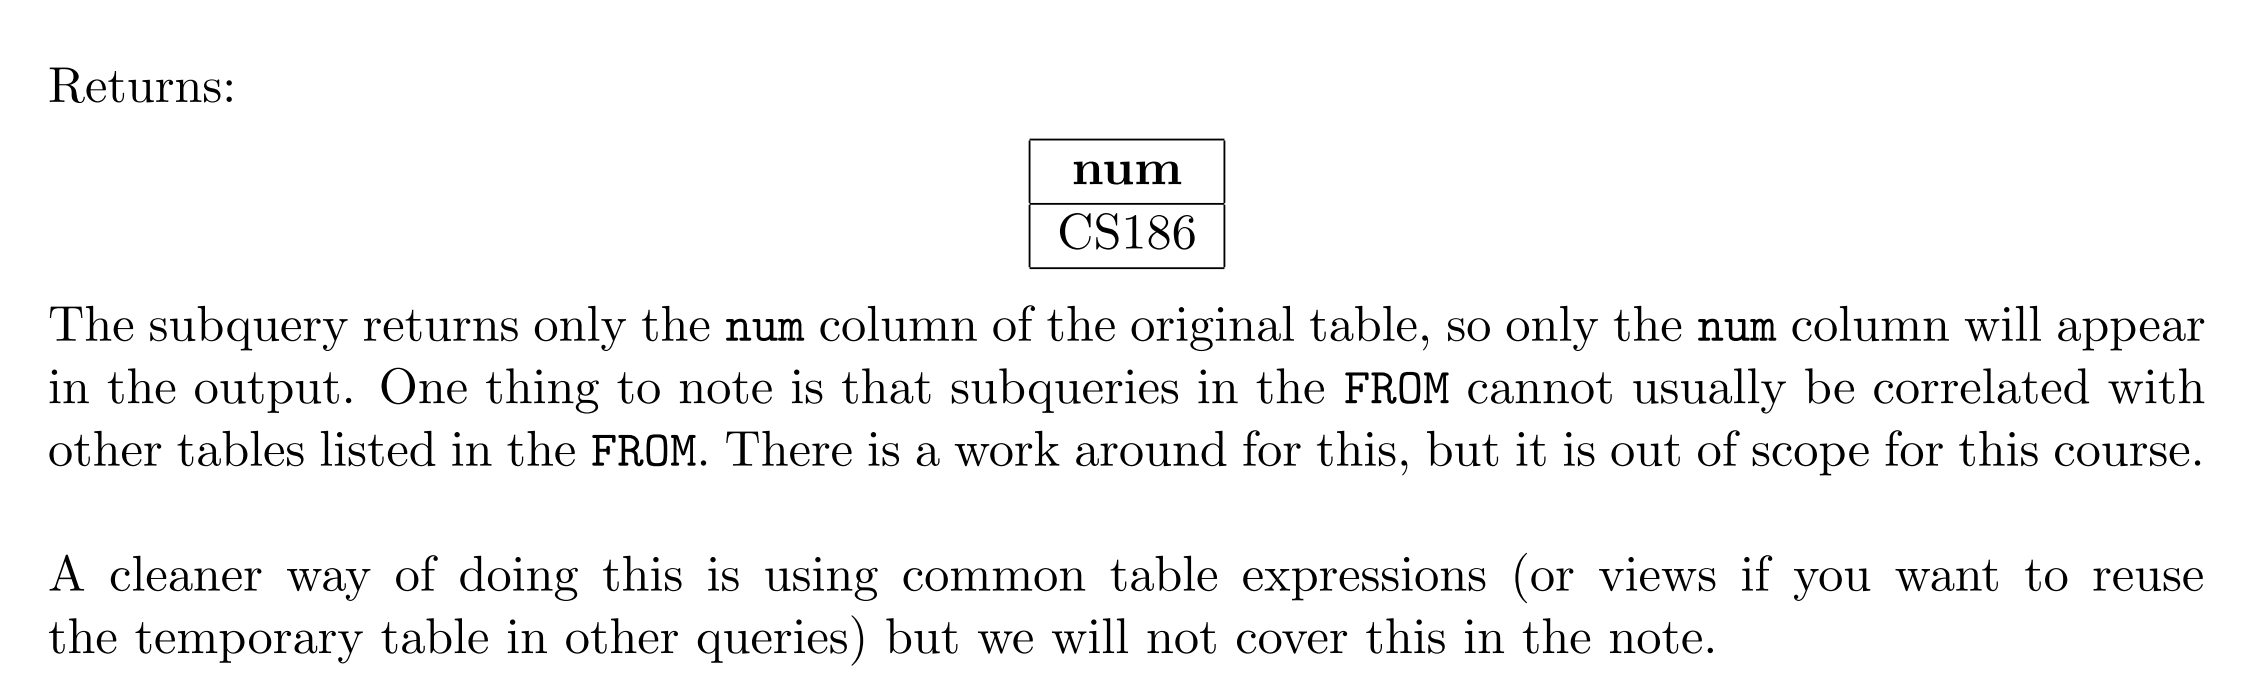 Returns:
num
CS186
The subquery returns only the num column of the original table, so only the num column will appear
in the output. One thing to note is that subqueries in the FROM cannot usually be correlated with
other tables listed in the FROM. There is a work around for this, but it is out of scope for this course.
A cleaner way of doing this is using common table expressions (or views if you want to reuse
the temporary table in other queries) but we will not cover this in the note.